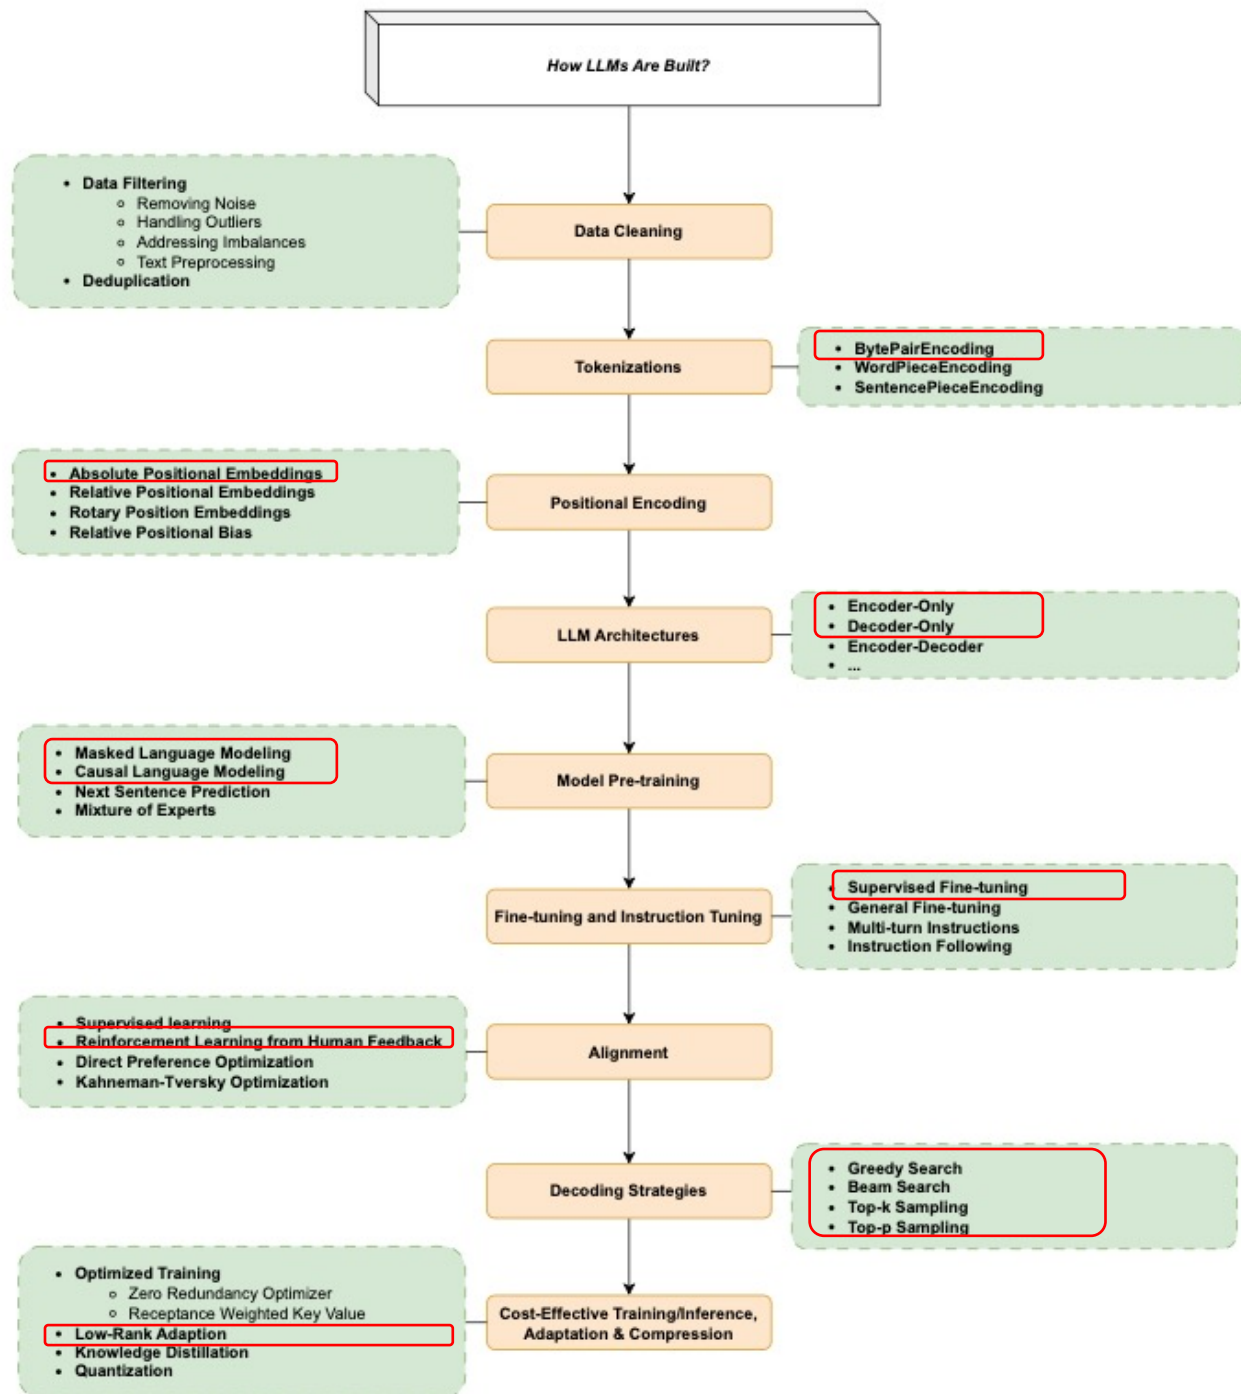 How LLMs Are Built?
Data Filtering
Removing Noise
Handling Outliers
Addressing Imbalances
Text Preprocessing
Deduplication
Data Cleaning
Tokenizations
BytePairEncoding
WordPieceEncoding
SentencePieceEncoding
Absolute Positional Embeddings
Relative Positional Embeddings
Rotary Position Embeddings
Relative Positional Bias
Positional Encoding
LLM Architectures
Encoder-Only
Decoder-Only
Encoder-Decoder
...
Masked Language Modeling
Causal Language Modeling
Next Sentence Prediction
Mixture of Experts
Model Pre-training
Fine-tuning and Instruction Tuning
Supervised Fine-tuning
General Fine-tuning
Multi-turn Instructions
Instruction Following
Supervised learning
Reinforcement Learning from Human Feedback
Direct Preference Optimization
Kahneman-Tversky Optimization
Alignment
Decoding Strategies
Greedy Search
Beam Search
Top-k Sampling
Top-p Sampling
Optimized Training
Zero Redundancy Optimizer
Receptance Weighted Key Value
Low-Rank Adaption
Knowledge Distillation
Quantization
Cost-Effective Training/Inference,
Adaptation & Compression